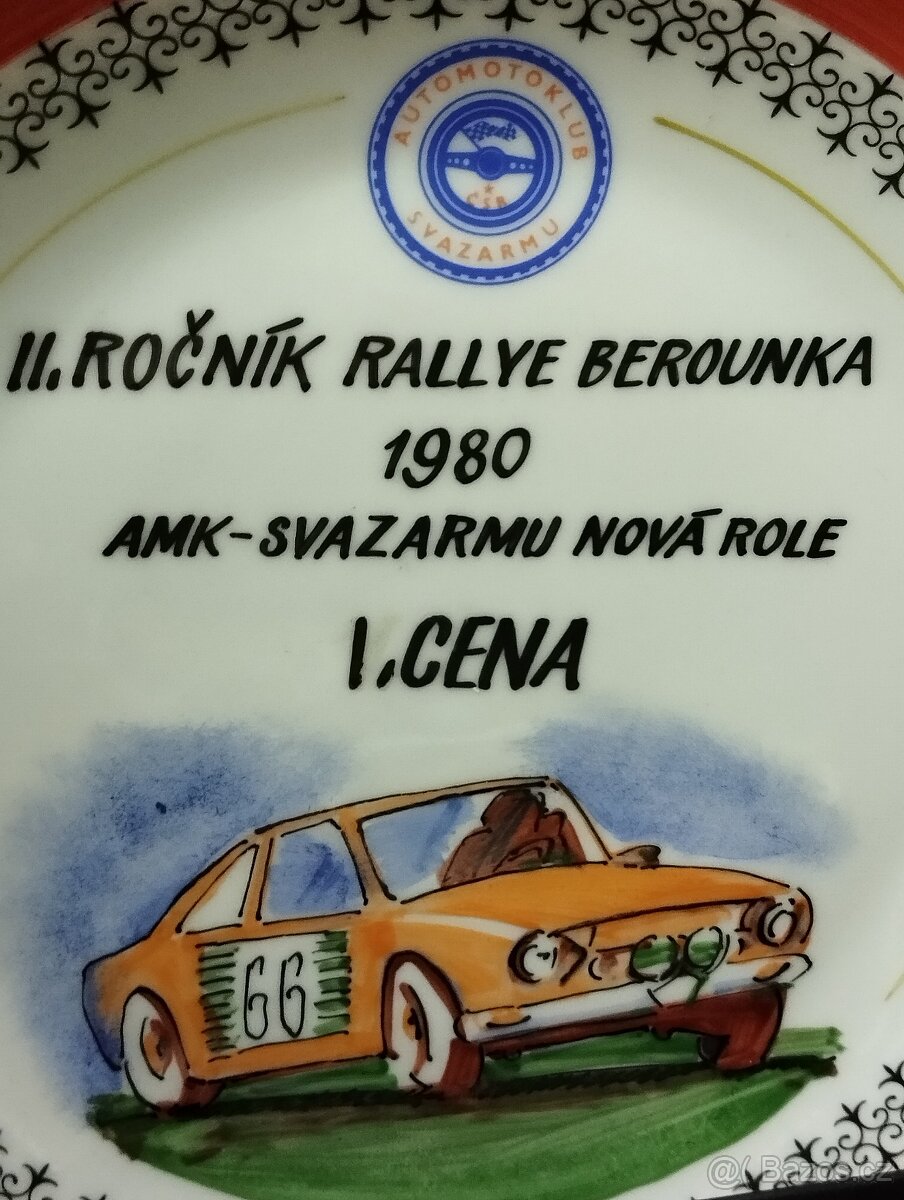 AUTOMOTOKLUB
ČSR
SVAZARMU
II. ROČNÍK RALLYE BEROUNKA
1980
AMK-SVAZARMU NOVÁ ROLE
I. CENA
66
@( Bazos.cz